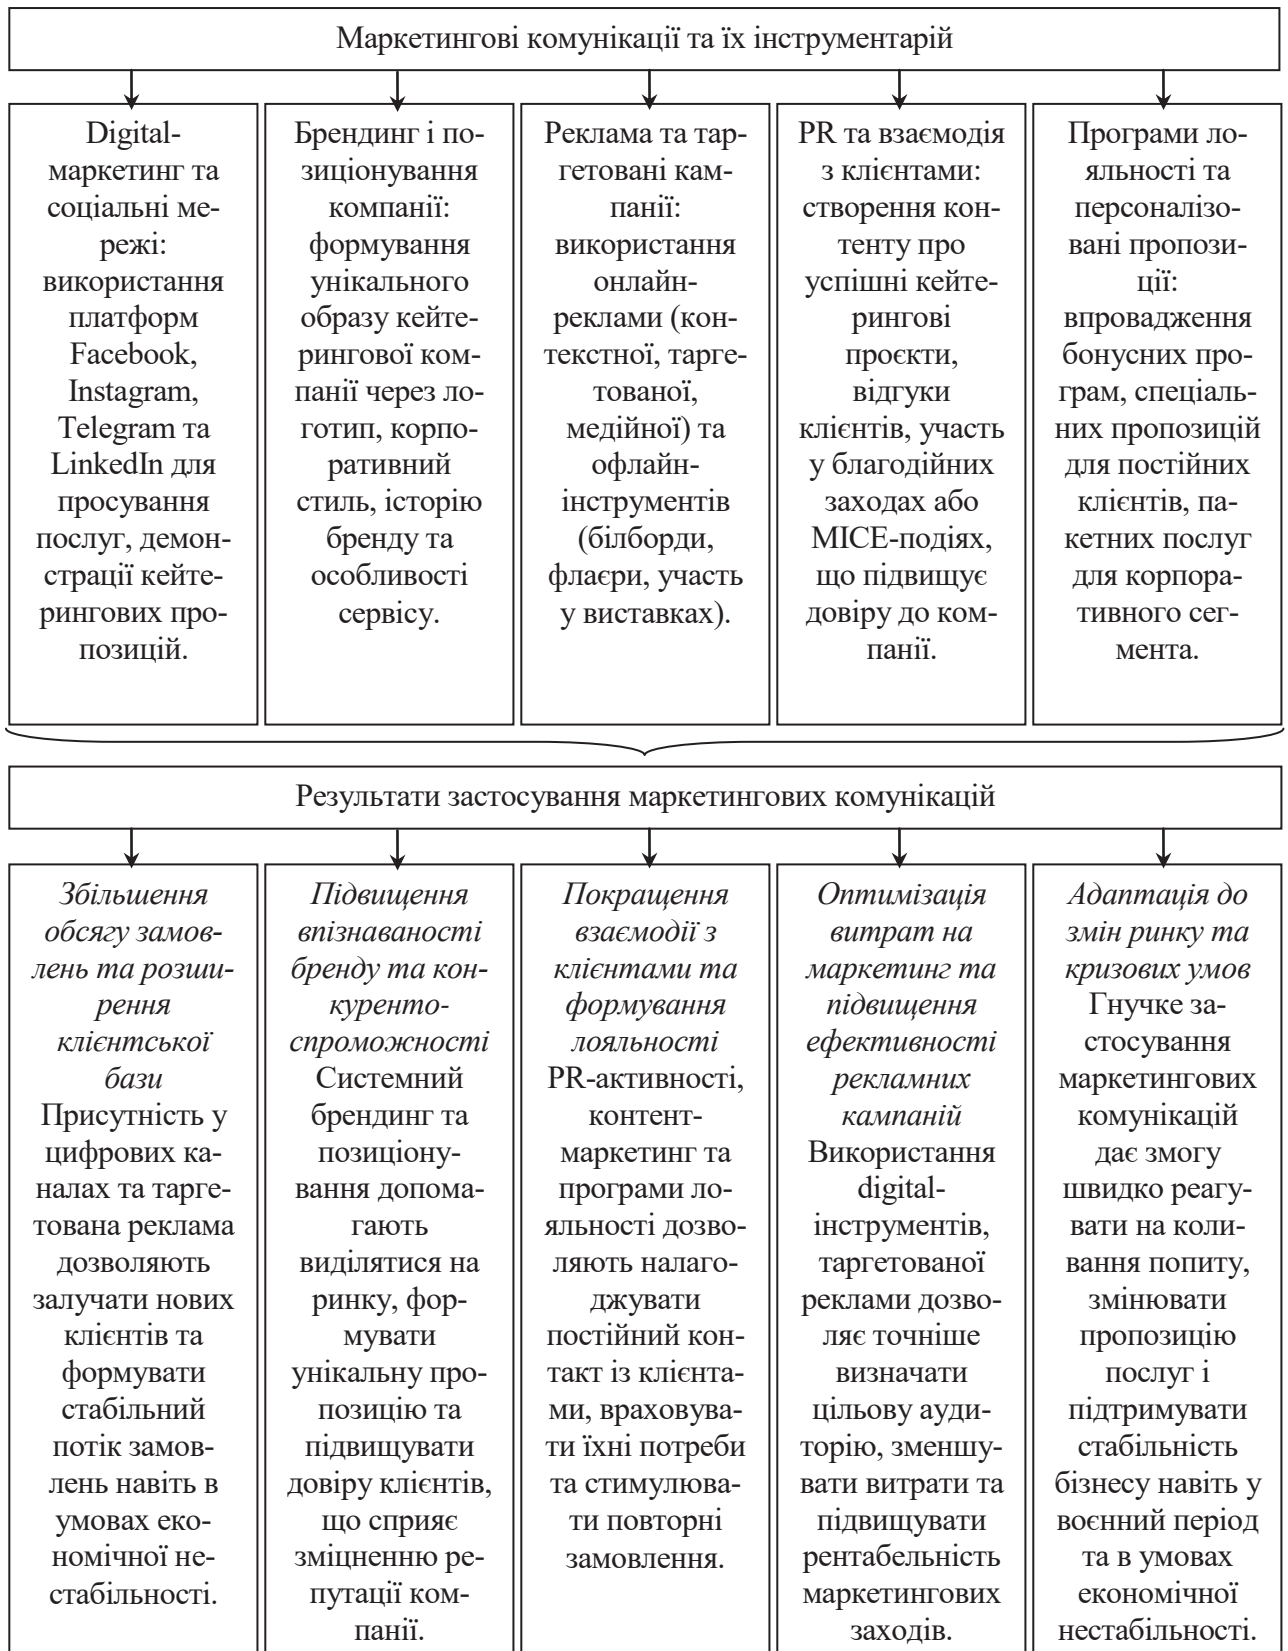 Маркетингові комунікації та їх інструментарій
Digital-
маркетинг та
соціальні ме-
режі:
використання
платформ
Facebook,
Instagram,
Telegram та
LinkedIn для
просування
послуг, демон-
страції кейте-
рингових про-
позицій.
Брендинг і по-
зиціонування
компанії:
формування
унікального
образу кейте-
рингової ком-
панії через ло-
готип, корпо-
ративний
стиль, історію
бренду та
особливості
сервісу.
Реклама та тар-
гетовані кам-
панії:
використання
онлайн-
реклами (кон-
текстної, тарге-
тованої,
медійної) та
офлайн-
інструментів
(білборди,
флаєри, участь
у виставках).
PR та взаємодія
з клієнтами:
створення кон-
тенту про
успішні кейте-
рингові
проєкти,
відгуки
клієнтів, участь
у благодійних
заходах або
MICE-подіях,
що підвищує
довіру до ком-
панії.
Програми ло-
яльності та
персоналізо-
вані пропози-
ції:
впровадження
бонусних про-
грам, спеціаль-
них пропозицій
для постійних
клієнтів, па-
кетних послуг
для корпора-
тивного сег-
мента.
Результати застосування маркетингових комунікацій
Збільшення
обсягу замов-
лень та розши-
рення
клієнтської
бази
Присутність у
цифрових ка-
налах та тарге-
тована реклама
дозволяють
залучати нових
клієнтів та
формувати
стабільний
потік замов-
лень навіть в
умовах еко-
номічної не-
стабільності.
Підвищення
впізнаваності
бренду та кон-
куренто-
спроможності
Системний
брендинг та
позиціону-
вання допома-
гають
виділятися на
ринку, фор-
мувати
унікальну про-
позицію та
підвищувати
довіру клієнтів,
що сприяє
зміцненню ре-
путації ком-
панії.
Покращення
взаємодії з
клієнтами та
формування
лояльності
PR-активності,
контент-
маркетинг та
програми ло-
яльності дозво-
ляють налаго-
джувати
постійний кон-
такт із клієнта-
ми, враховува-
ти їхні потреби
та стимулюва-
ти повторні
замовлення.
Оптимізація
витрат на
маркетинг та
підвищення
ефективності
рекламних
кампаній
Використання
digital-
інструментів,
таргетованої
реклами дозво-
ляє точніше
визначати
цільову ауди-
торію, зменшу-
вати витрати та
підвищувати
рентабельність
маркетингових
заходів.
Адаптація до
змін ринку та
кризових умов
Гнучке за-
стосування
маркетингових
комунікацій
дає змогу
швидко реагу-
вати на коли-
вання попиту,
змінювати
пропозицію
послуг і
підтримувати
стабільність
бізнесу навіть у
воєнний період
та в умовах
економічної
нестабільності.